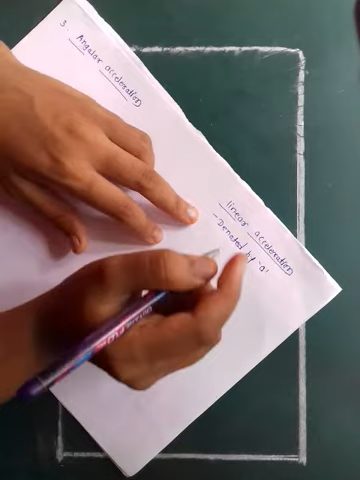 3. Angular acceleration
linear acceleration
- Denoted by 'a'